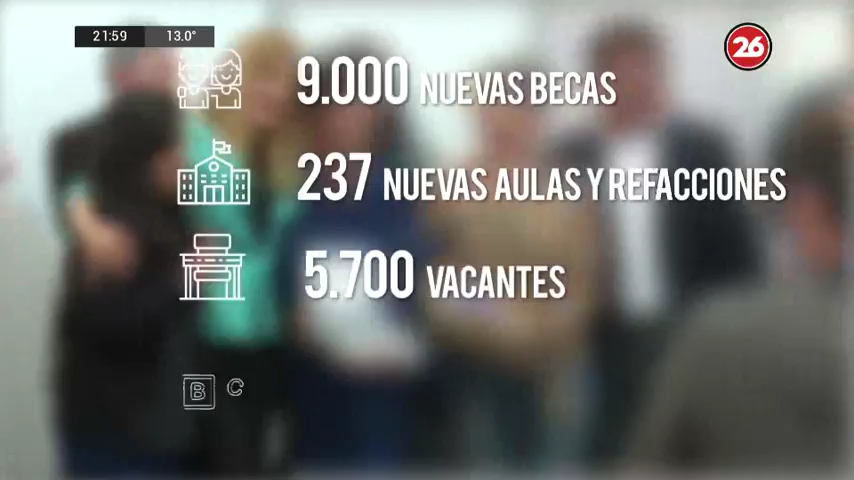 21:59 13.0°
26
9.000 NUEVAS BECAS
237 NUEVAS AULAS Y REFACCIONES
5.700 VACANTES
B C